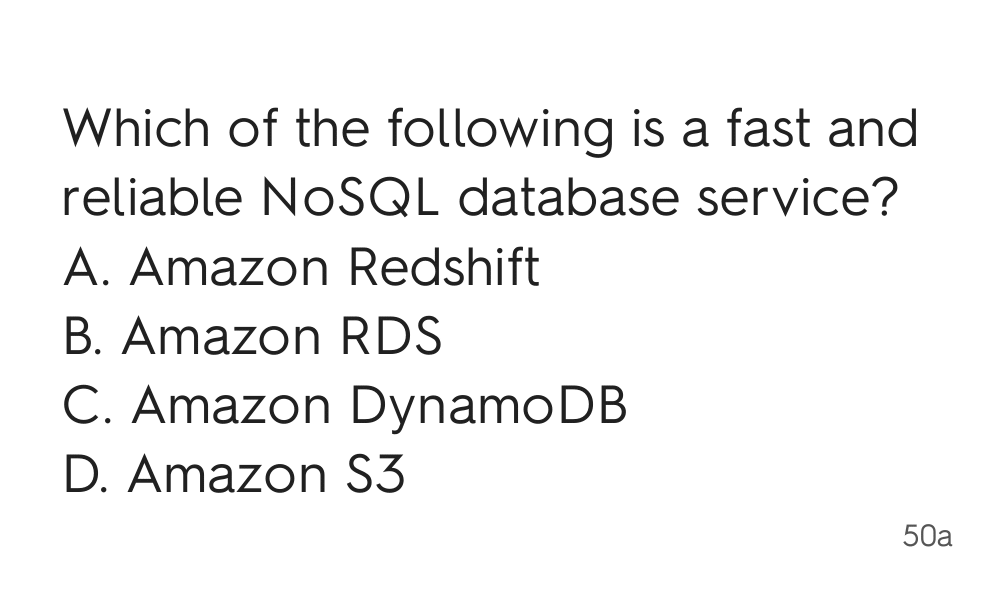 Which of the following is a fast and
reliable NoSQL database service?
A. Amazon Redshift
B. Amazon RDS
C. Amazon DynamoDB
D. Amazon S3
50a